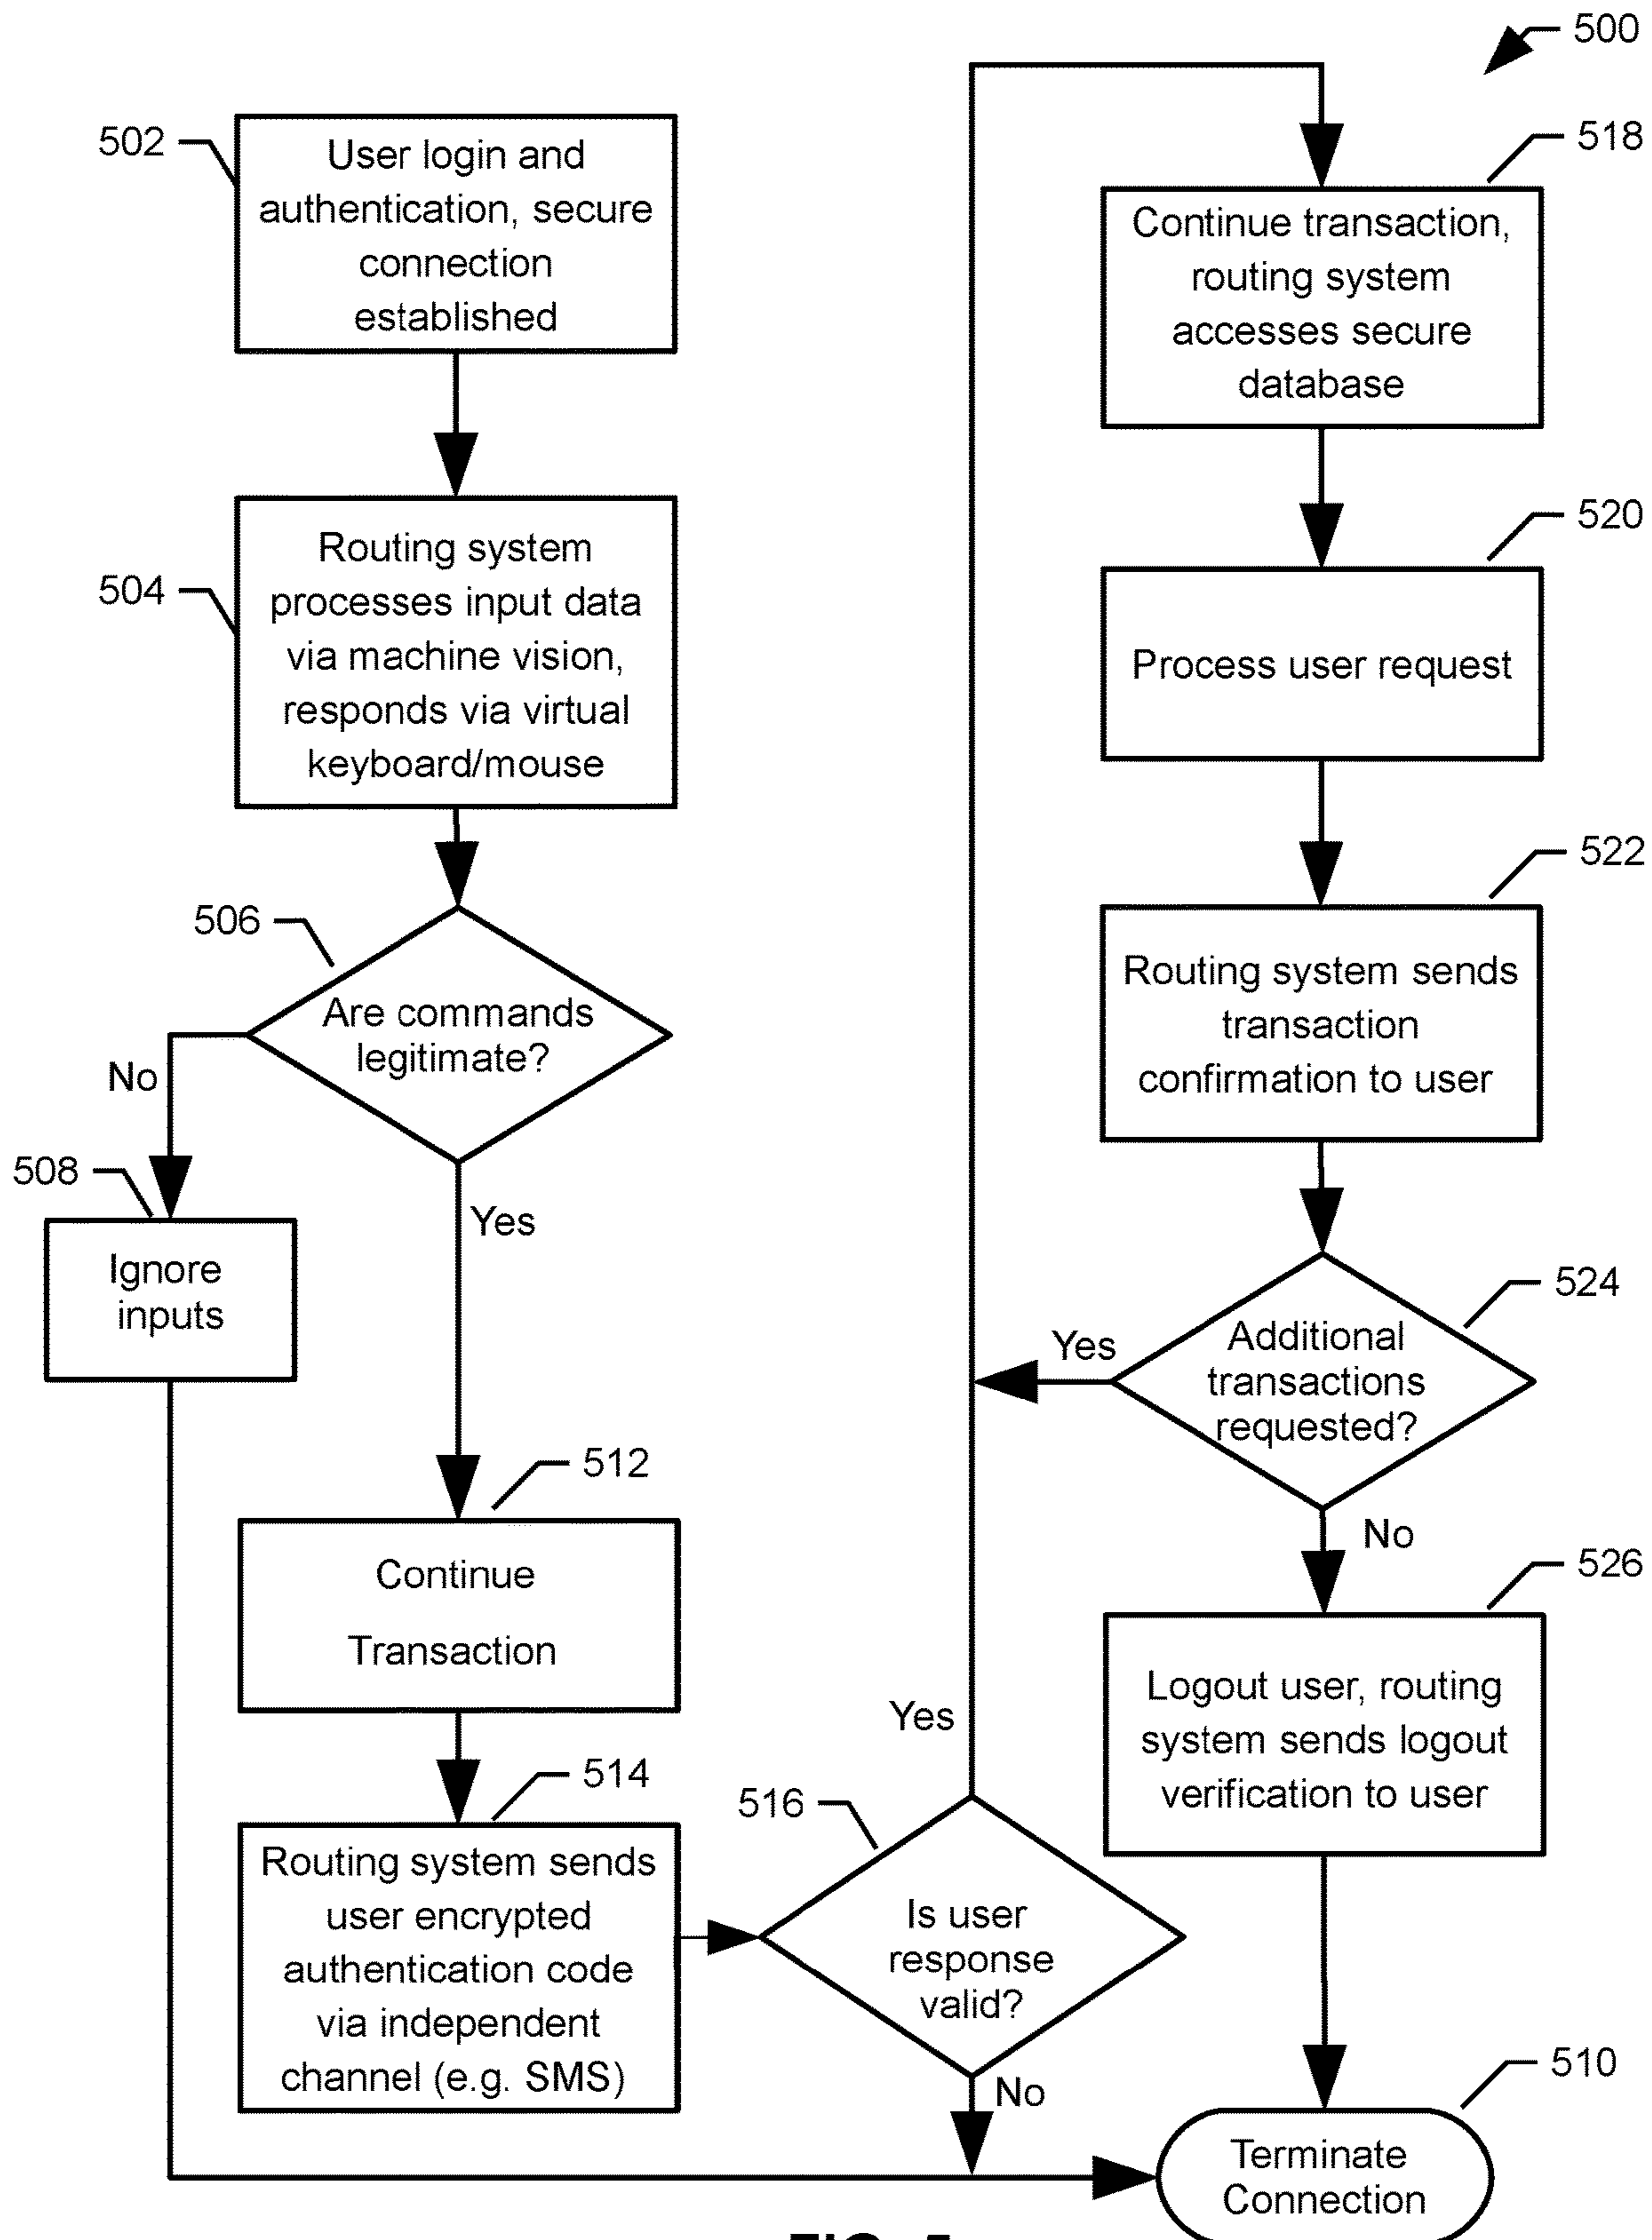 500
502
User login and
authentication, secure
connection
established
504
Routing system
processes input data
via machine vision,
responds via virtual
keyboard/mouse
506
Are commands
legitimate?
No
Yes
508
Ignore
inputs
512
Continue
Transaction
514
Routing system sends
user encrypted
authentication code
via independent
channel (e.g. SMS)
516
Is user
response
valid?
Yes
No
518
Continue transaction,
routing system
accesses secure
database
520
Process user request
522
Routing system sends
transaction
confirmation to user
524
Additional
transactions
requested?
Yes
No
526
Logout user, routing
system sends logout
verification to user
510
Terminate
Connection